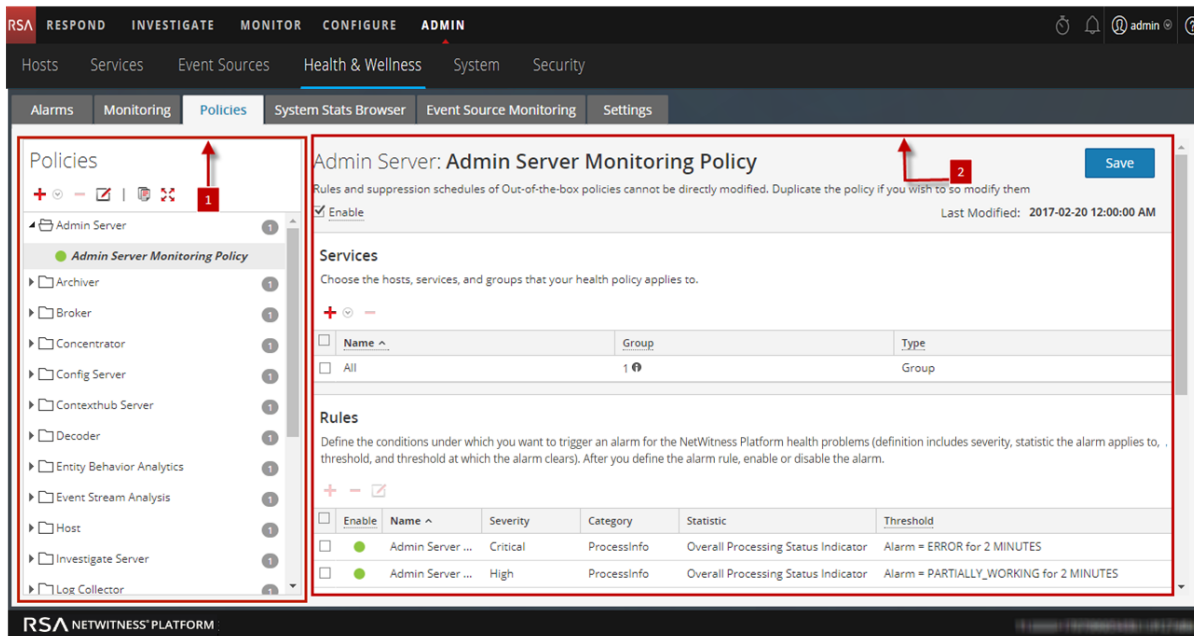 RSA RESPOND INVESTIGATE MONITOR CONFIGURE ADMIN admin
Hosts Services Event Sources Health & Wellness System Security
Alarms Monitoring Policies System Stats Browser Event Source Monitoring Settings
Policies
1
Admin Server 1
Admin Server Monitoring Policy
Archiver 1
Broker 1
Concentrator 1
Config Server 1
Contexthub Server 1
Decoder 1
Entity Behavior Analytics 1
Event Stream Analysis 1
Host 1
Investigate Server 1
Log Collector
Admin Server: Admin Server Monitoring Policy
2
Save
Rules and suppression schedules of Out-of-the-box policies cannot be directly modified. Duplicate the policy if you wish to so modify them
Enable
Last Modified: 2017-02-20 12:00:00 AM
Services
Choose the hosts, services, and groups that your health policy applies to.
Name Group Type
All 1 Group
Rules
Define the conditions under which you want to trigger an alarm for the NetWitness Platform health problems (definition includes severity, statistic the alarm applies to, .
threshold, and threshold at which the alarm clears). After you define the alarm rule, enable or disable the alarm.
Enable Name Severity Category Statistic Threshold
Admin Server ... Critical ProcessInfo Overall Processing Status Indicator Alarm = ERROR for 2 MINUTES
Admin Server ... High ProcessInfo Overall Processing Status Indicator Alarm = PARTIALLY_WORKING for 2 MINUTES
RSA NETWITNESS® PLATFORM